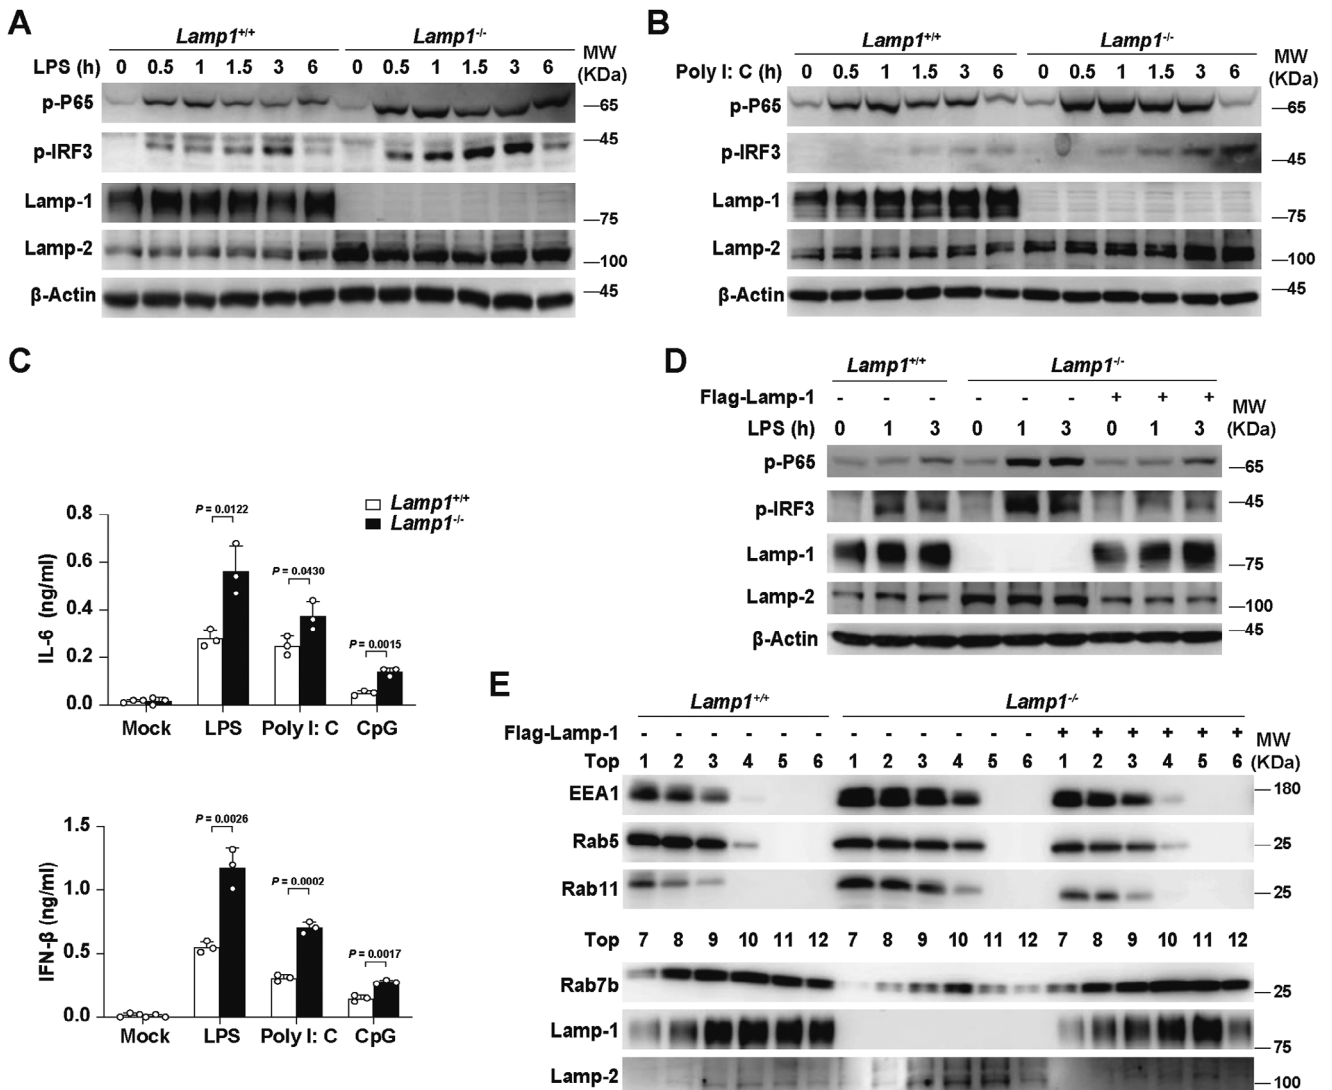 A
Lamp1+/+ Lamp1-/-
LPS (h) 0 0.5 1 1.5 3 6 0 0.5 1 1.5 3 6 MW (KDa)
p-P65 —65
p-IRF3 —45
Lamp-1 —75
Lamp-2 —100
β-Actin —45
B
Lamp1+/+ Lamp1-/-
Poly I: C (h) 0 0.5 1 1.5 3 6 0 0.5 1 1.5 3 6 MW (KDa)
p-P65 —65
p-IRF3 —45
Lamp-1 —75
Lamp-2 —100
β-Actin —45
C
Lamp1+/+
Lamp1-/-
IL-6 (ng/ml)
0.8
0.6
0.4
0.2
0.0
P = 0.0122
P = 0.0430
P = 0.0015
Mock LPS Poly I: C CpG
IFN-β (ng/ml)
1.5
1.0
0.5
0.0
P = 0.0026
P = 0.0002
P = 0.0017
Mock LPS Poly I: C CpG
D
Lamp1+/+ Lamp1-/-
Flag-Lamp-1 - - - - - - + + +
LPS (h) 0 1 3 0 1 3 0 1 3 MW (KDa)
p-P65 —65
p-IRF3 —45
Lamp-1 —75
Lamp-2 —100
β-Actin —45
E
Lamp1+/+ Lamp1-/-
Flag-Lamp-1 - - - - - - - - - - - - + + + + + +
Top 1 2 3 4 5 6 1 2 3 4 5 6 1 2 3 4 5 6 MW (KDa)
EEA1 —180
Rab5 —25
Rab11 —25
Top 7 8 9 10 11 12 7 8 9 10 11 12 7 8 9 10 11 12
Rab7b —25
Lamp-1 —75
Lamp-2 —100